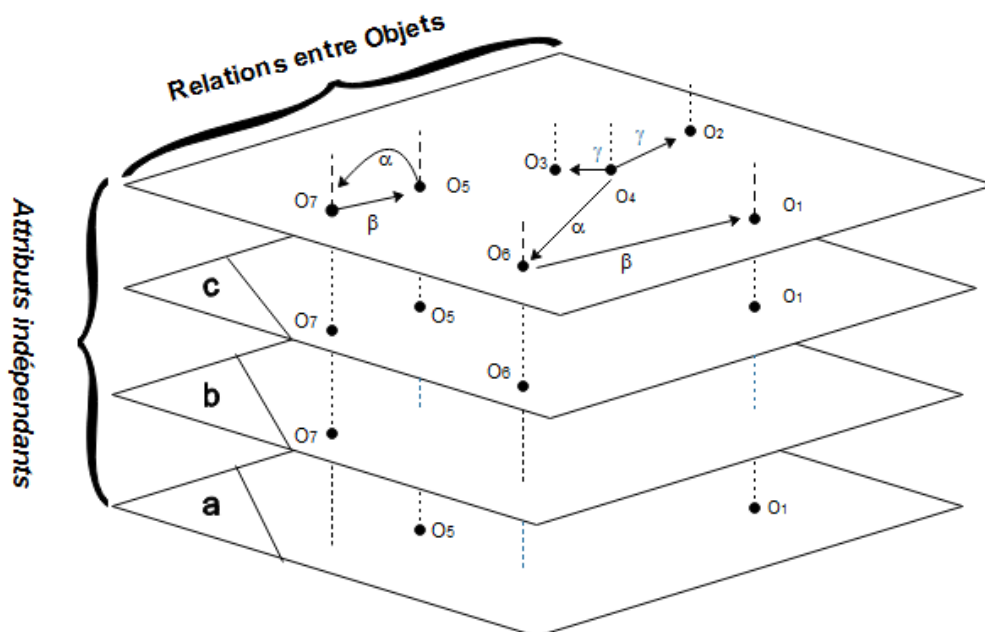 Relations entre Objets
Attributs indépendants
O2
γ
γ
O3
O4
α
O5
O7
β
O1
α
O6
β
c
O7
O5
O1
O6
b
O7
a
O5
O1